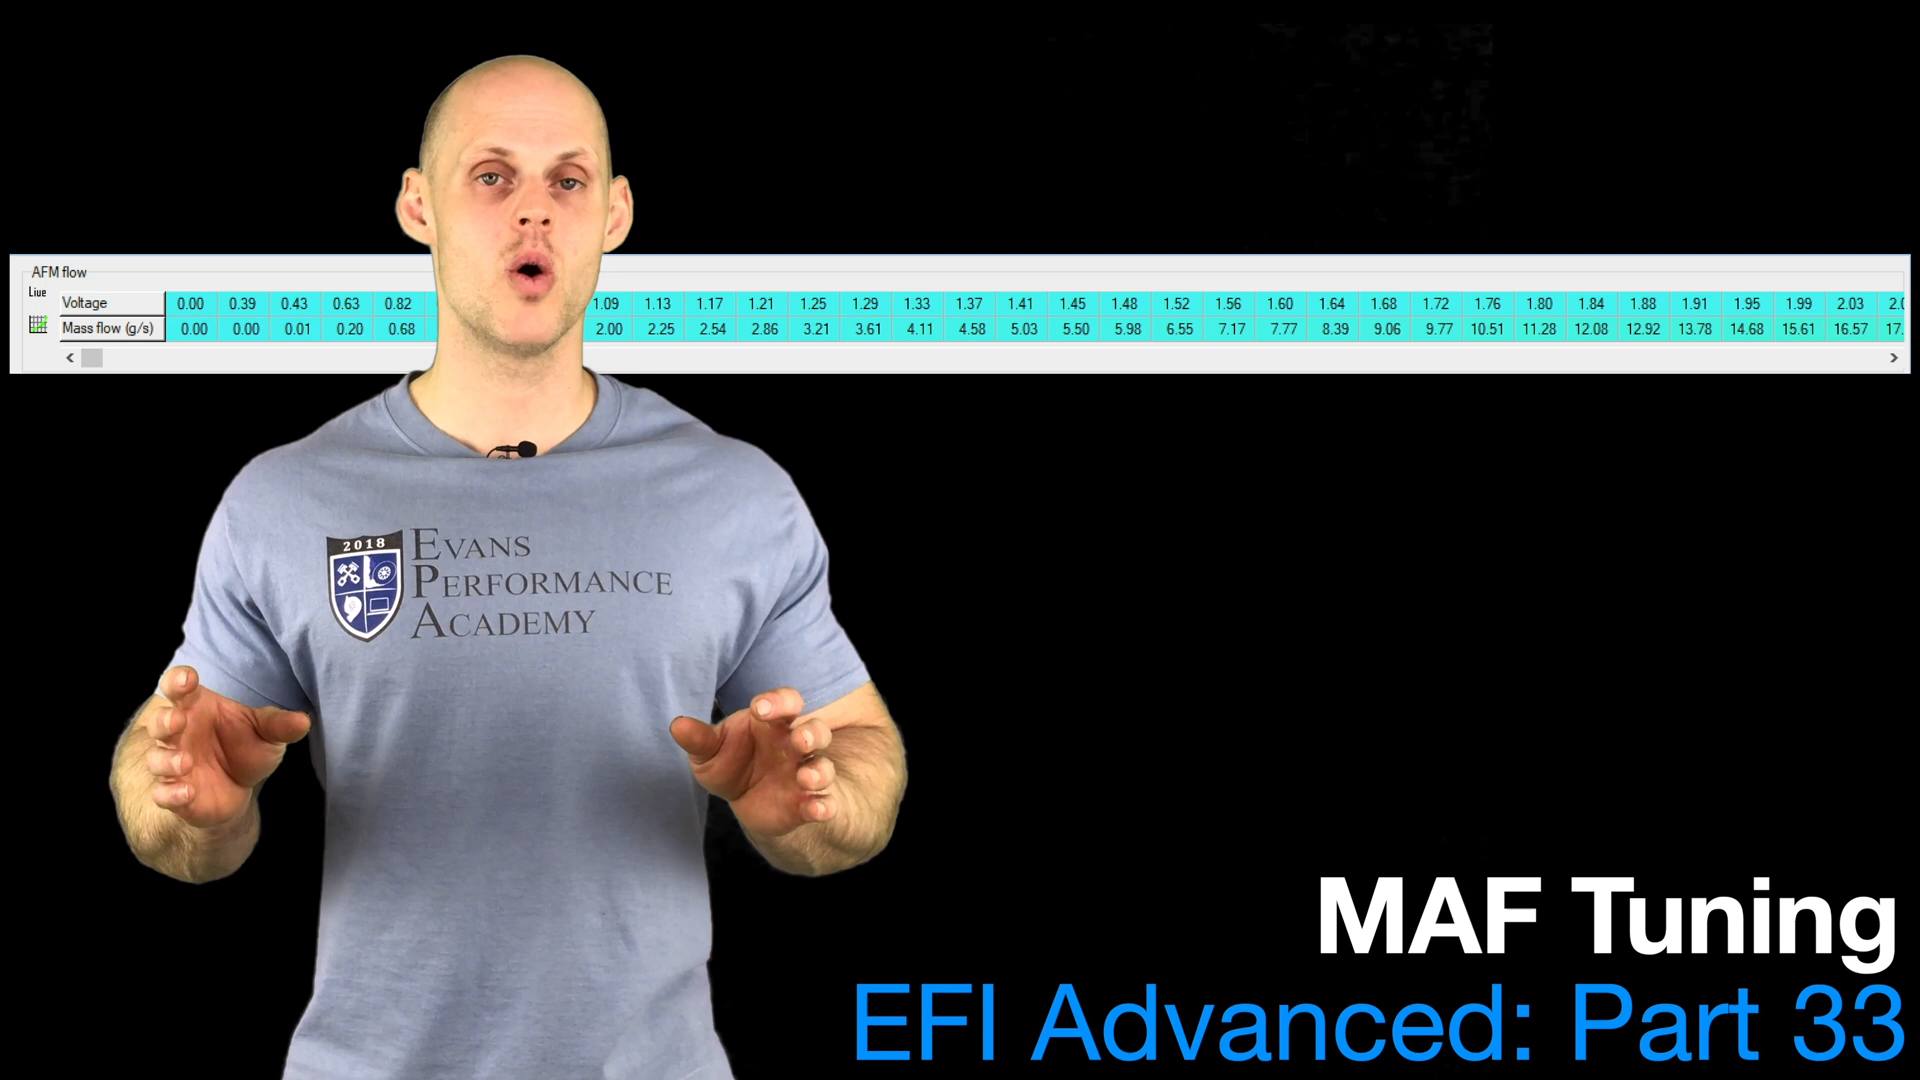 AFM flow
Live
Voltage 0.00 0.39 0.43 0.63 0.82 1.09 1.13 1.17 1.21 1.25 1.29 1.33 1.37 1.41 1.45 1.48 1.52 1.56 1.60 1.64 1.68 1.72 1.76 1.80 1.84 1.88 1.91 1.95 1.99 2.03
Mass flow (g/s) 0.00 0.00 0.01 0.20 0.68 2.00 2.25 2.54 2.86 3.21 3.61 4.11 4.58 5.03 5.50 5.98 6.55 7.17 7.77 8.39 9.06 9.77 10.51 11.28 12.08 12.92 13.78 14.68 15.61 16.57
2018
EVANS
PERFORMANCE
ACADEMY
MAF Tuning
EFI Advanced: Part 33